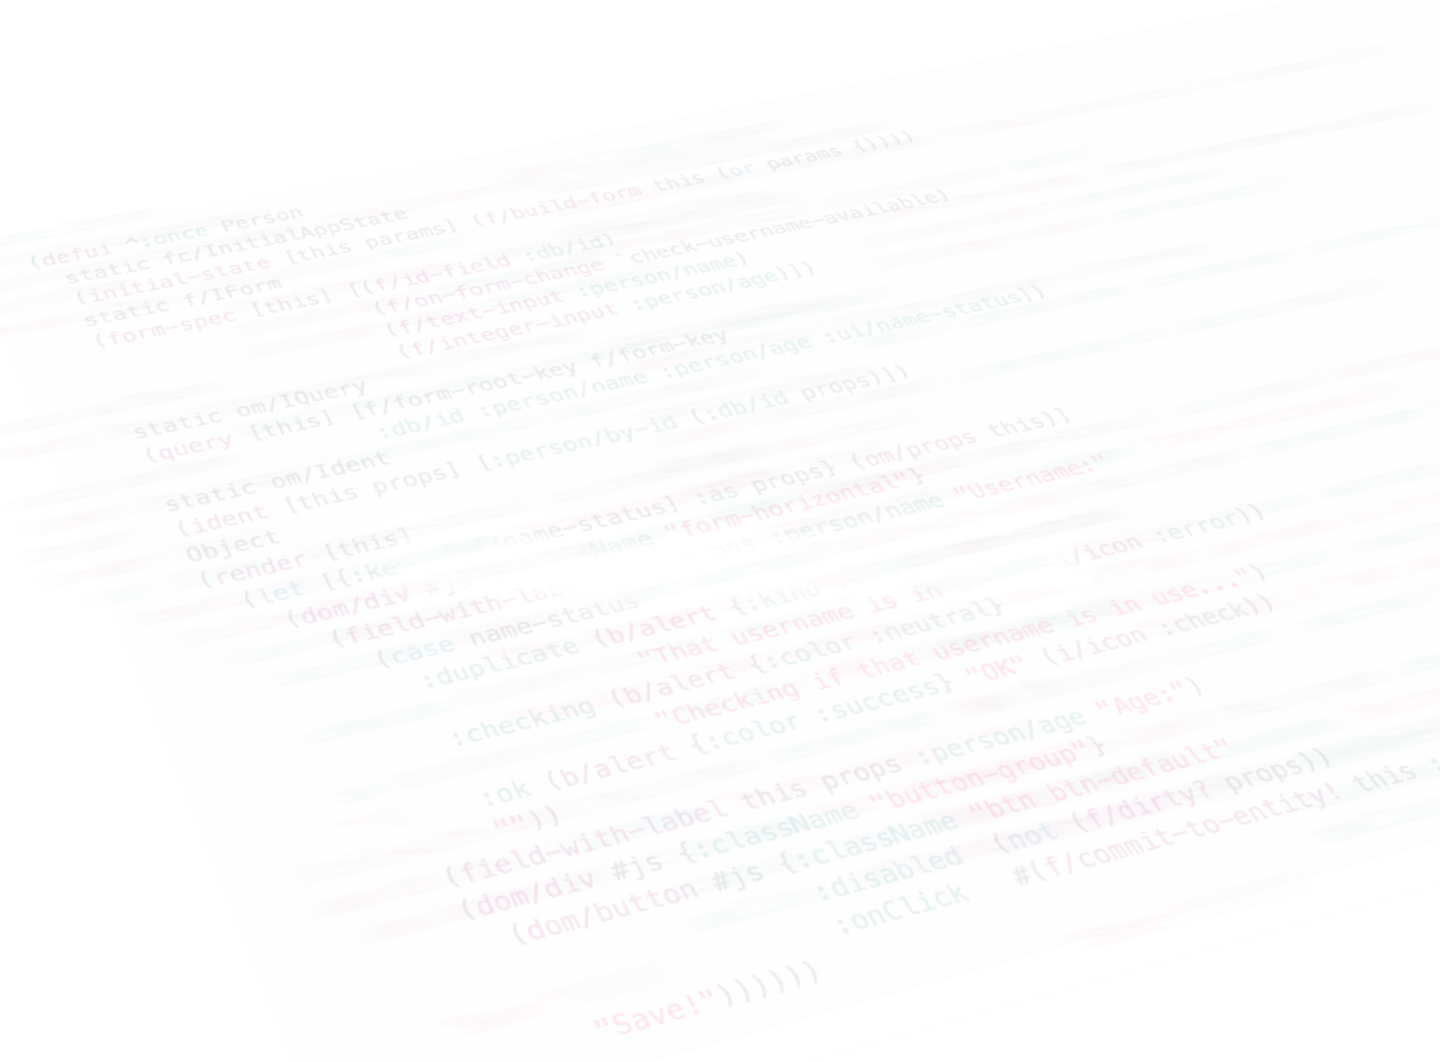 (defui ^:once Person
static fc/InitialAppState
(initial-state [this params] (f/build-form this (or params {})))
static f/IForm
(form-spec [this] [(f/id-field :db/id)
(f/on-form-change `check-username-available)
(f/text-input :person/name)
(f/integer-input :person/age)])
static om/IQuery
(query [this] [f/form-root-key f/form-key
:db/id :person/name :person/age :ui/name-status])
static om/Ident
(ident [this props] [:person/by-id (:db/id props)])
Object
(render [this]
(let [{:ke /name-status] :as props} (om/props this)]
(dom/div #js Name "form-horizontal"}
(field-with-lab :person/name "Username:"
(case name-status
:duplicate (b/alert {:kind /icon :error))
"That username is in
:checking (b/alert {:color :neutral}
"Checking if that username is in use...")
:ok (b/alert {:color :success} "OK" (i/icon :check))
""))
(field-with-label this props :person/age "Age:")
(dom/div #js {:className "button-group"}
(dom/button #js {:className "btn btn-default"
:disabled (not (f/dirty? props))
:onClick #(f/commit-to-entity! this :
"Save!"))))))